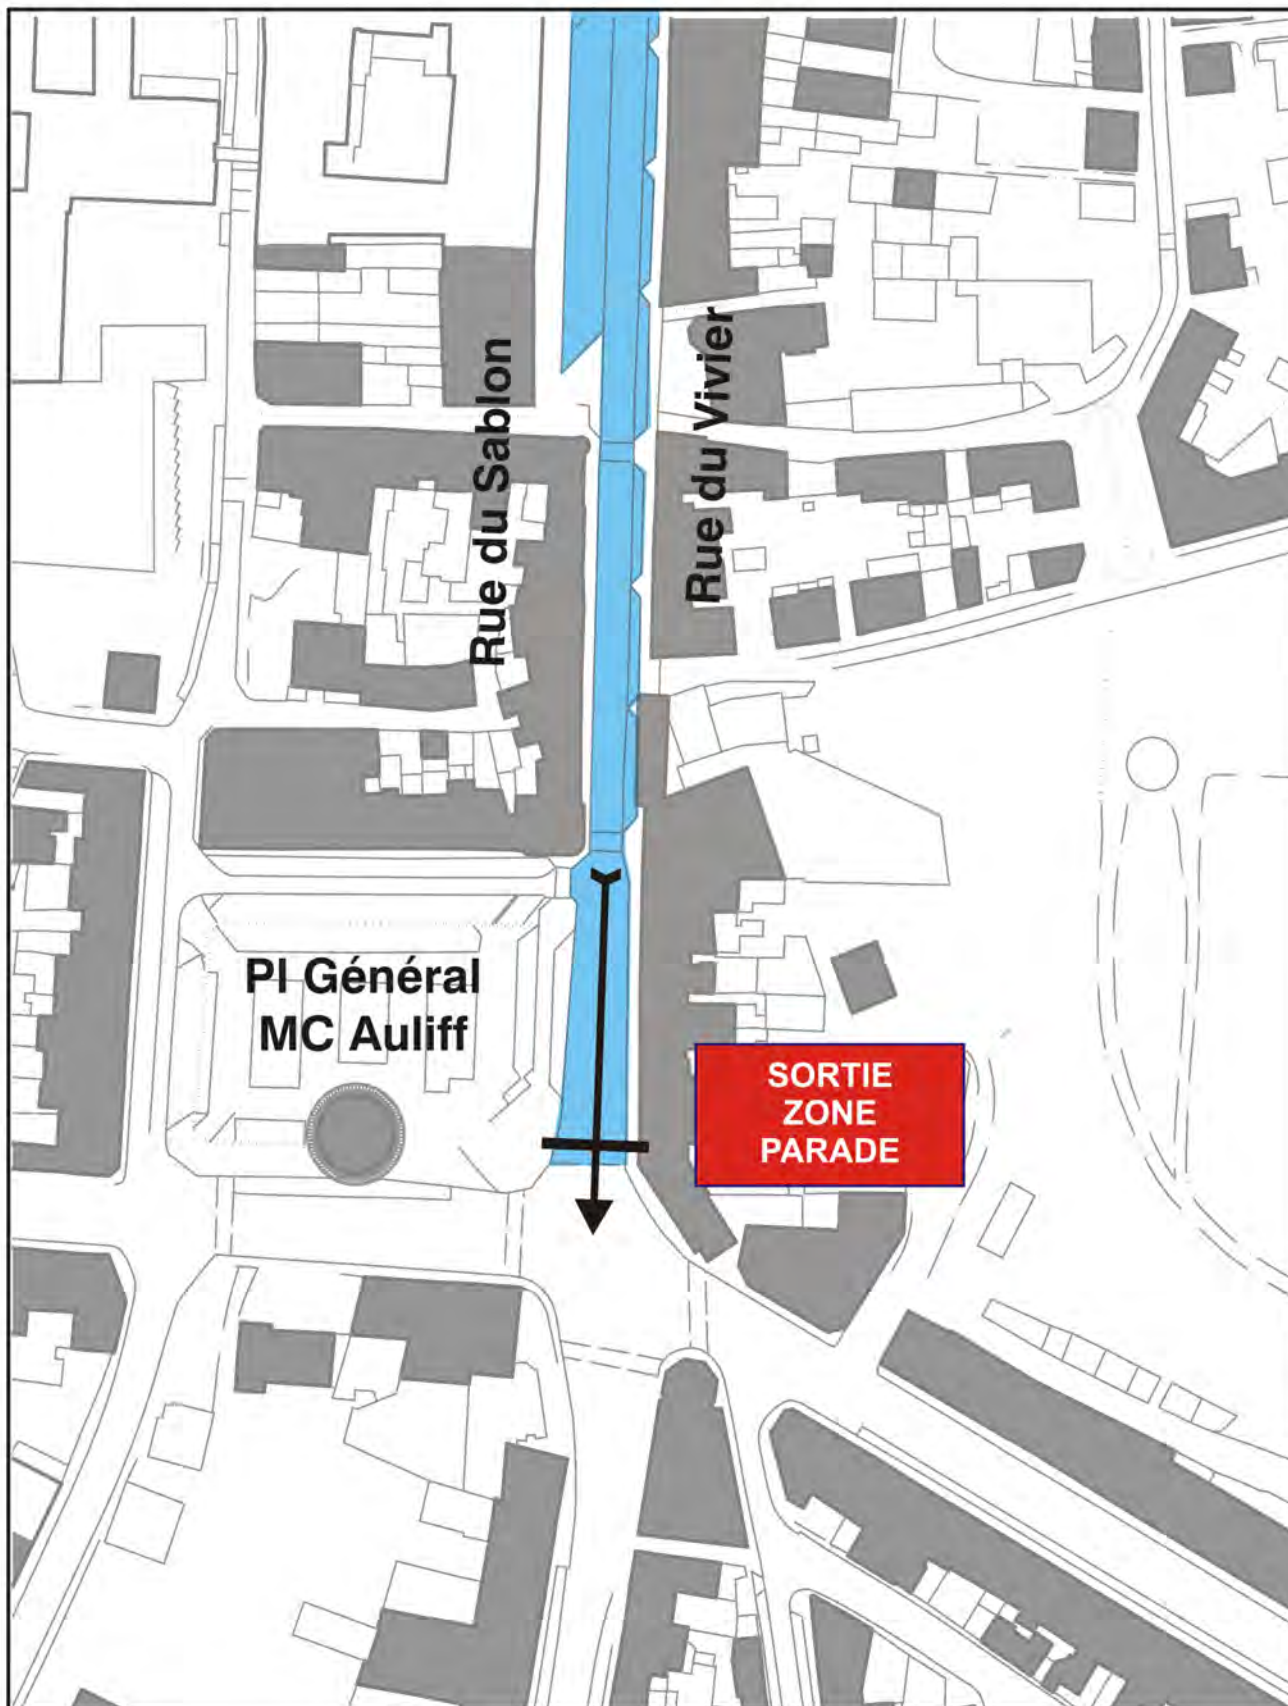 Rue du Sablon
Rue du Vivier
Pl Général
MC Auliff
SORTIE
ZONE
PARADE